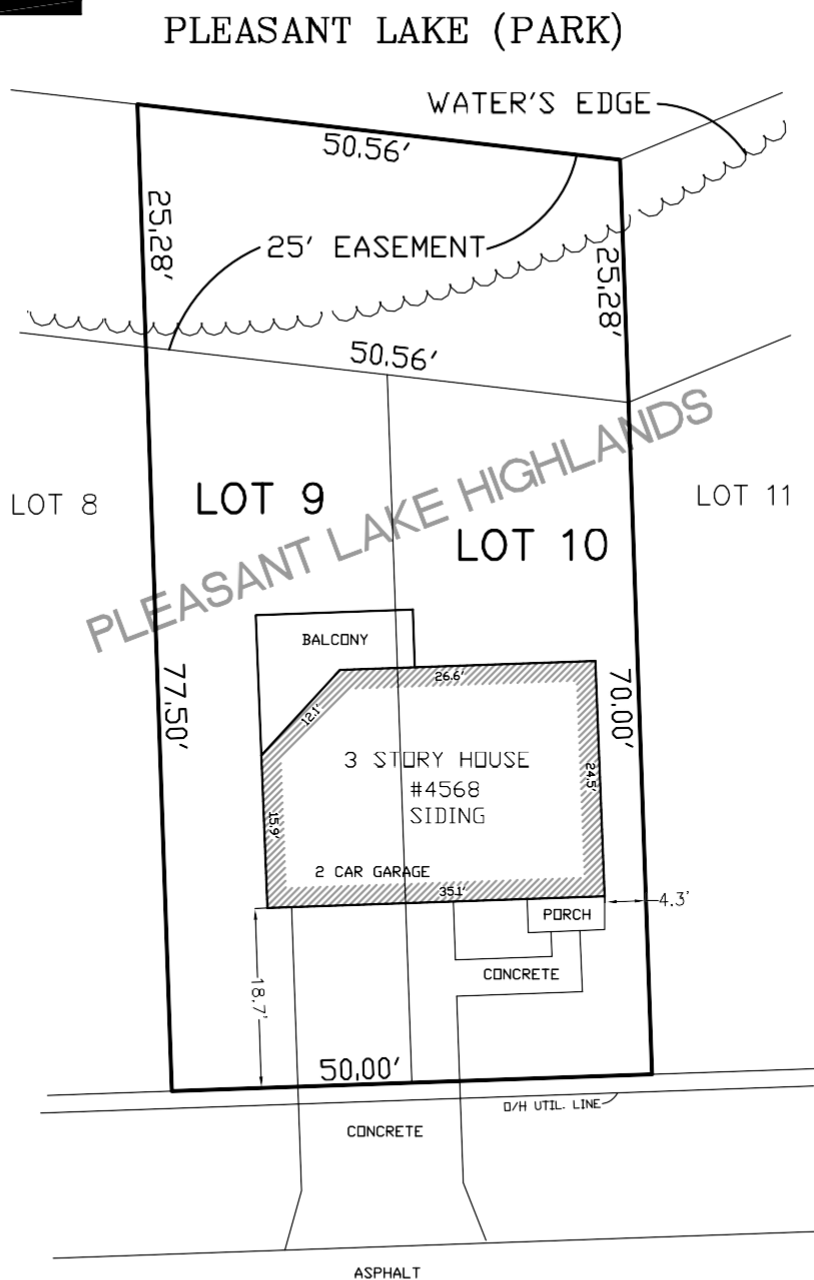 PLEASANT LAKE (PARK)
WATER'S EDGE
50.56'
25.28'
25' EASEMENT
25.28'
50.56'
PLEASANT LAKE HIGHLANDS
LOT 8
LOT 9
LOT 11
LOT 10
BALCONY
26.6'
77.50'
70.00'
12.1'
3 STORY HOUSE
#4568
SIDING
24.5'
15.9'
2 CAR GARAGE
35.1'
4.3'
PORCH
CONCRETE
18.7'
50.00'
O/H UTIL. LINE
CONCRETE
ASPHALT